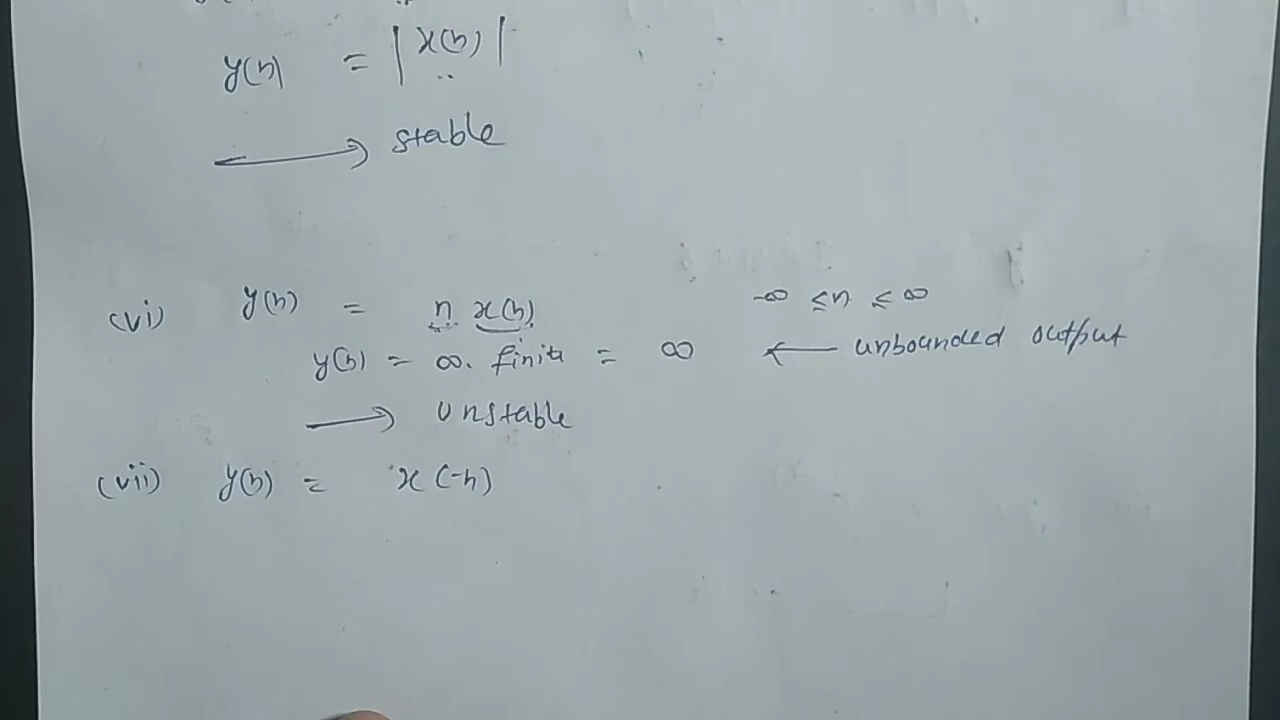 y(n) = |x(n)|
⟷ stable
(vi) y(n) = n x(n) -∞ ≤ n ≤ ∞
y(n) = ∞. finite = ∞ ← unbounded output
→ unstable
(vii) y(n) = x(-n)